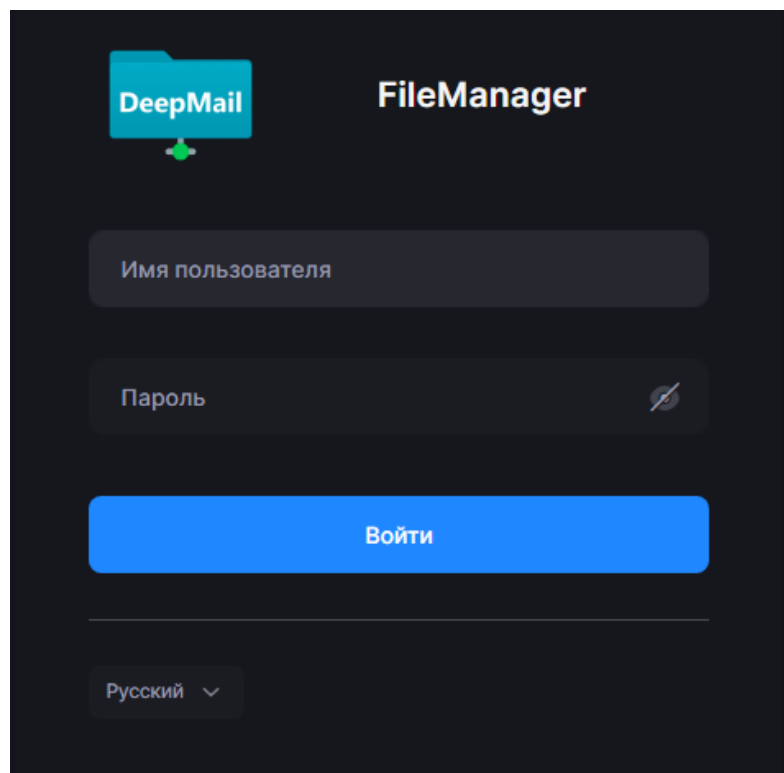 DeepMail
FileManager
Имя пользователя
Пароль
Войти
Русский